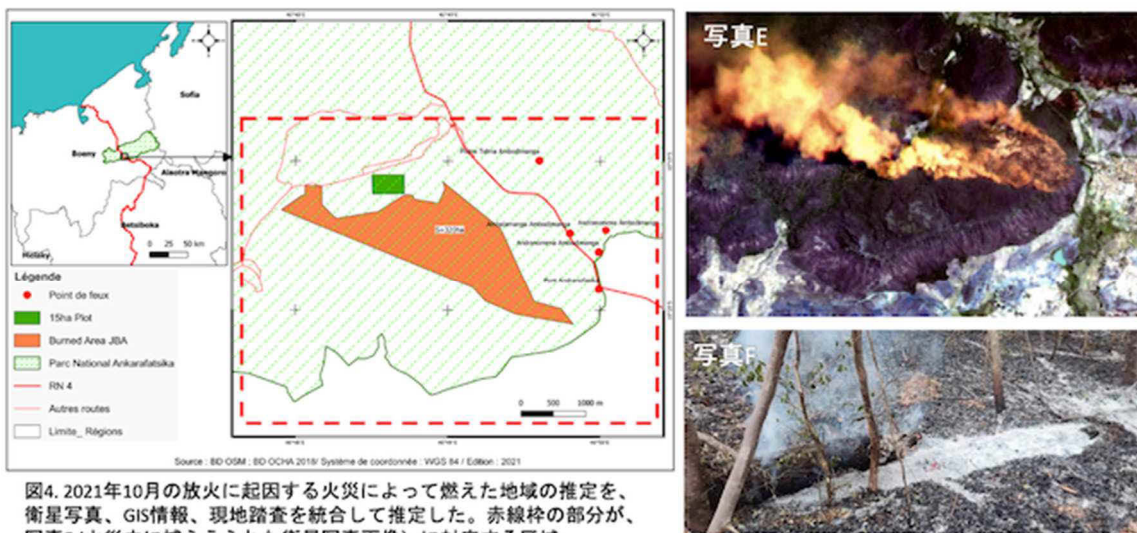 Sofia
Boeny
Alaotra Mangoro
Betsiboka
Melaky
0 25 50 km
Légende
Point de feux
15ha Plot
Burned Area JBA
Parc National Ankarafatsika
RN 4
Autres routes
Limite_ Régions
0 500 1000 m
Source : BD OSM ; BD OCHA 2018/ Système de coordonnée : WGS 84 / Edition : 2021
写真E
写真F
図4. 2021年10月の放火に起因する火災によって燃えた地域の推定を、
衛星写真、GIS情報、現地踏査を統合して推定した。赤線枠の部分が、